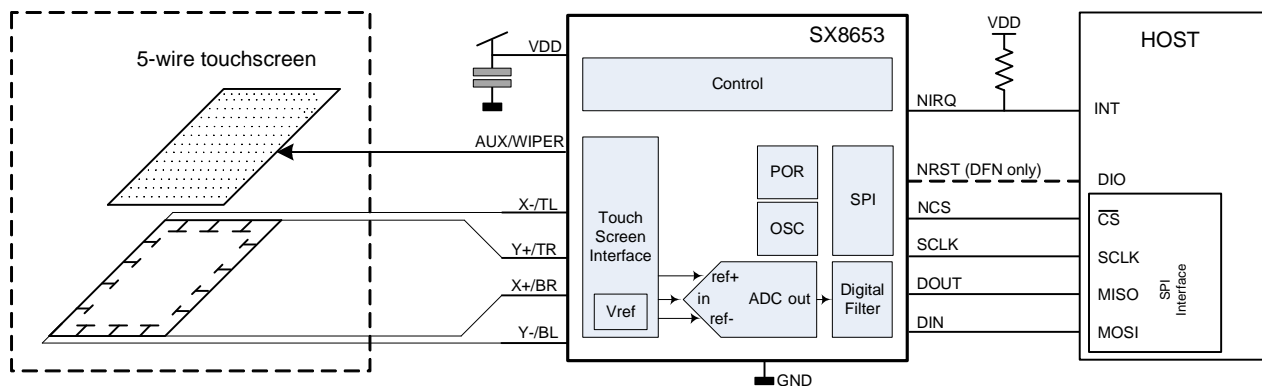 5-wire touchscreen
VDD
AUX/WIPER
X-/TL
Y+/TR
X+/BR
Y-/BL
SX8653
Control
Touch
Screen
Interface
Vref
POR
OSC
SPI
ref+
in
ref-
ADC out
Digital
Filter
GND
VDD
NIRQ
NRST (DFN only)
NCS
SCLK
DOUT
DIN
HOST
INT
DIO
CS
SCLK
MISO
MOSI
SPI
Interface